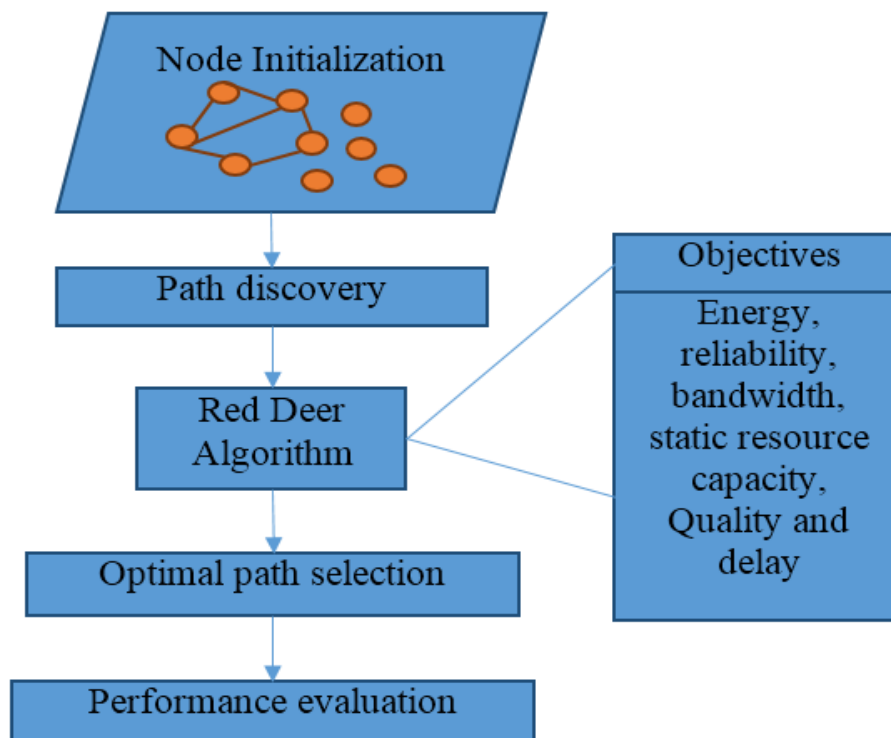 Node Initialization
Path discovery
Red Deer
Algorithm
Optimal path selection
Performance evaluation
Objectives
Energy,
reliability,
bandwidth,
static resource
capacity,
Quality and
delay